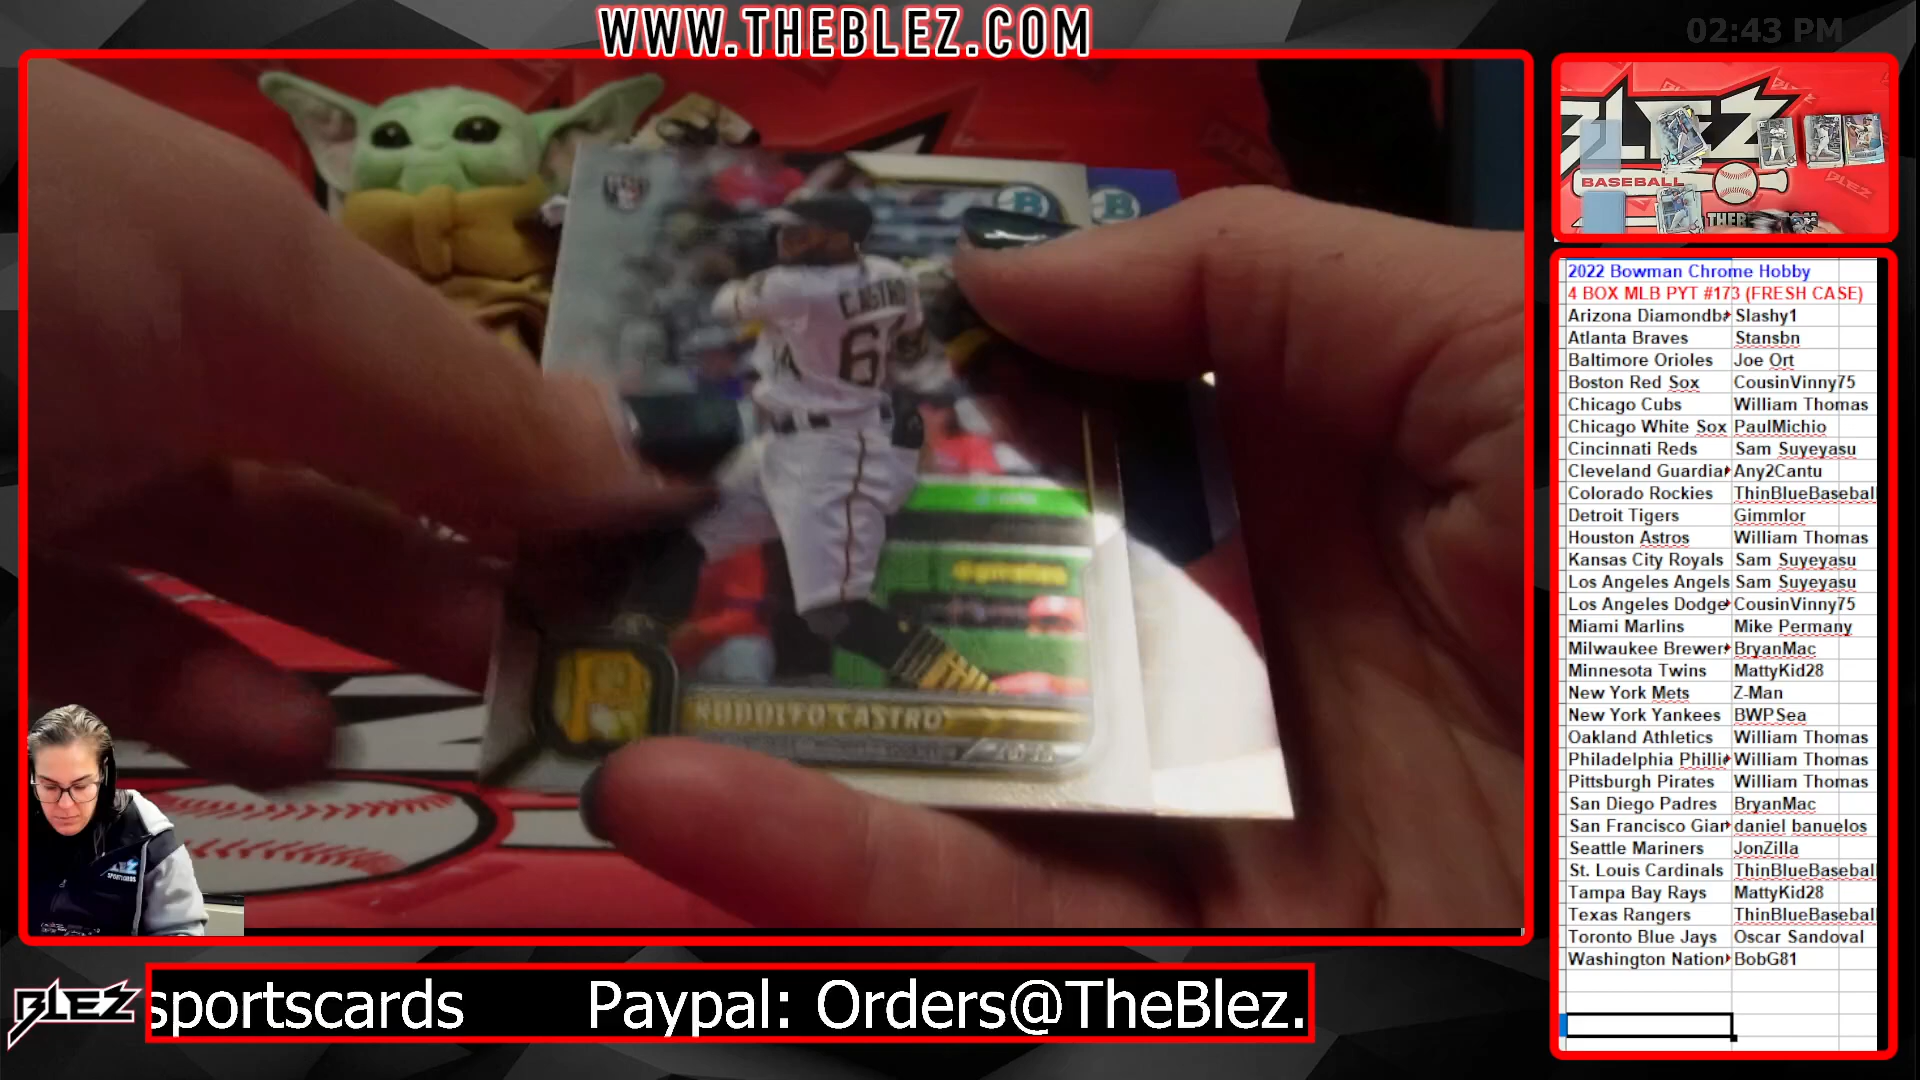 WWW.THEBLEZ.COM
02:43 PM
BLEZ
BASEBALL
BLEZ
CASTRO
RODOLFO CASTRO
2022 Bowman Chrome Hobby
4 BOX MLB PYT #173 (FRESH CASE)
Arizona Diamondba Slashy1
Atlanta Braves Stansbn
Baltimore Orioles Joe Ort
Boston Red Sox CousinVinny75
Chicago Cubs William Thomas
Chicago White Sox PaulMichio
Cincinnati Reds Sam Suyeyasu
Cleveland Guardian Any2Cantu
Colorado Rockies ThinBlueBaseball
Detroit Tigers Gimmlor
Houston Astros William Thomas
Kansas City Royals Sam Suyeyasu
Los Angeles Angels Sam Suyeyasu
Los Angeles Dodge CousinVinny75
Miami Marlins Mike Permany
Milwaukee Brewer BryanMac
Minnesota Twins MattyKid28
New York Mets Z-Man
New York Yankees BWPSea
Oakland Athletics William Thomas
Philadelphia Phillie William Thomas
Pittsburgh Pirates William Thomas
San Diego Padres BryanMac
San Francisco Gian daniel banuelos
Seattle Mariners JonZilla
St. Louis Cardinals ThinBlueBaseball
Tampa Bay Rays MattyKid28
Texas Rangers ThinBlueBaseball
Toronto Blue Jays Oscar Sandoval
Washington Nation BobG81
BLEZ
sportscards Paypal: Orders@TheBlez.